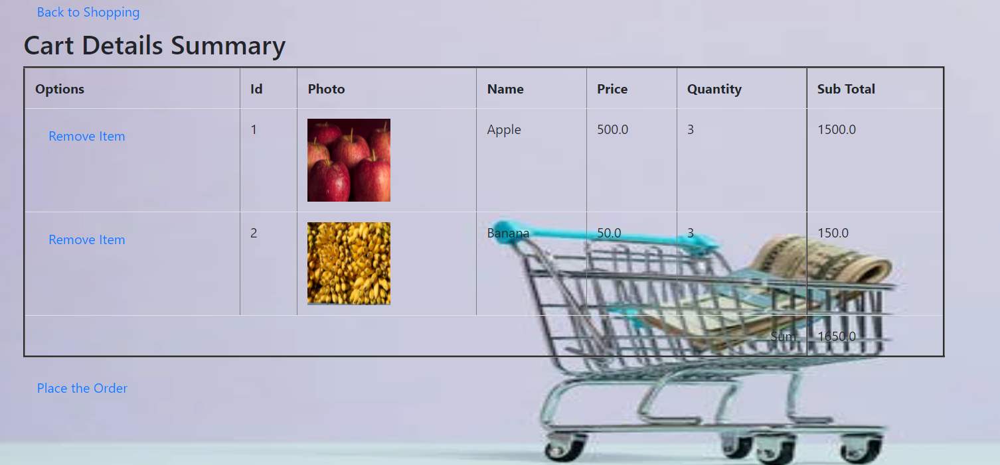 Back to Shopping
Cart Details Summary
Options Id Photo Name Price Quantity Sub Total
Remove Item 1 Apple 500.0 3 1500.0
Remove Item 2 Banana 50.0 3 150.0
Sum 1650.0
Place the Order